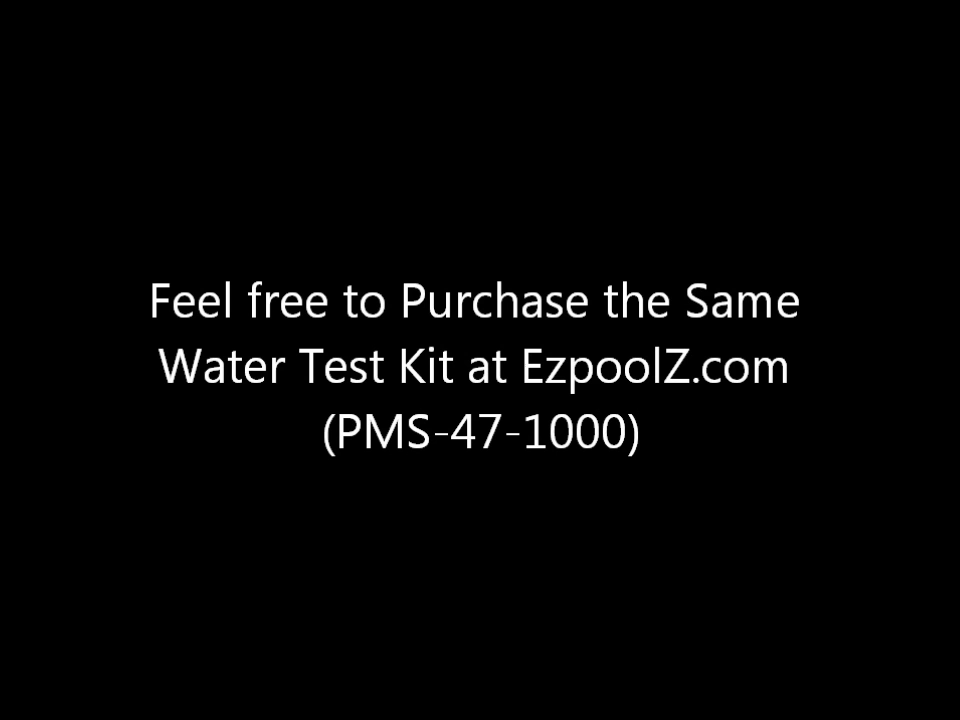 Feel free to Purchase the Same
Water Test Kit at EzpoolZ.com
(PMS-47-1000)